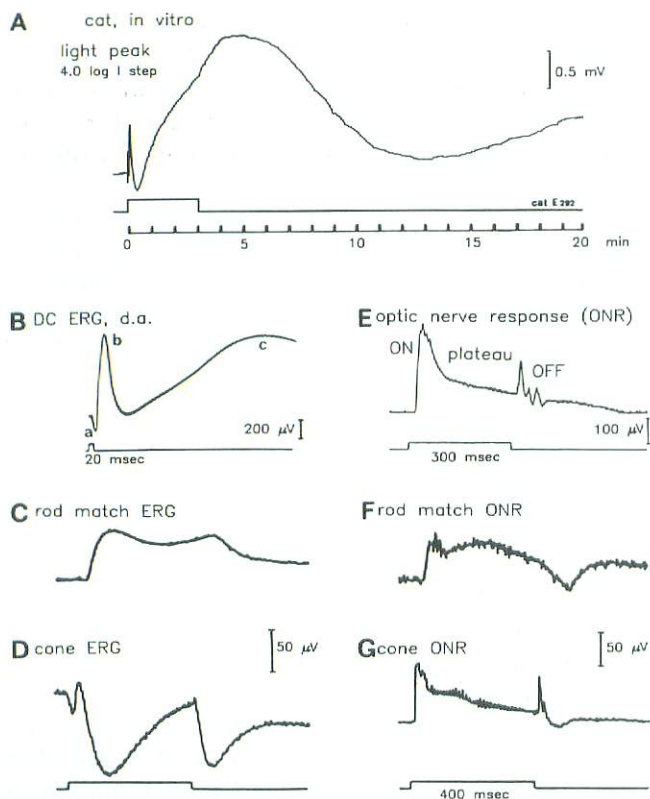 A cat, in vitro
light peak
4.0 log I step
0.5 mV
cat E292
0 5 10 15 20 min
B DC ERG, d.a.
a b c
200 µV
20 msec
E optic nerve response (ONR)
ON plateau OFF
100 µV
300 msec
C rod match ERG
F rod match ONR
D cone ERG
50 µV
G cone ONR
50 µV
400 msec